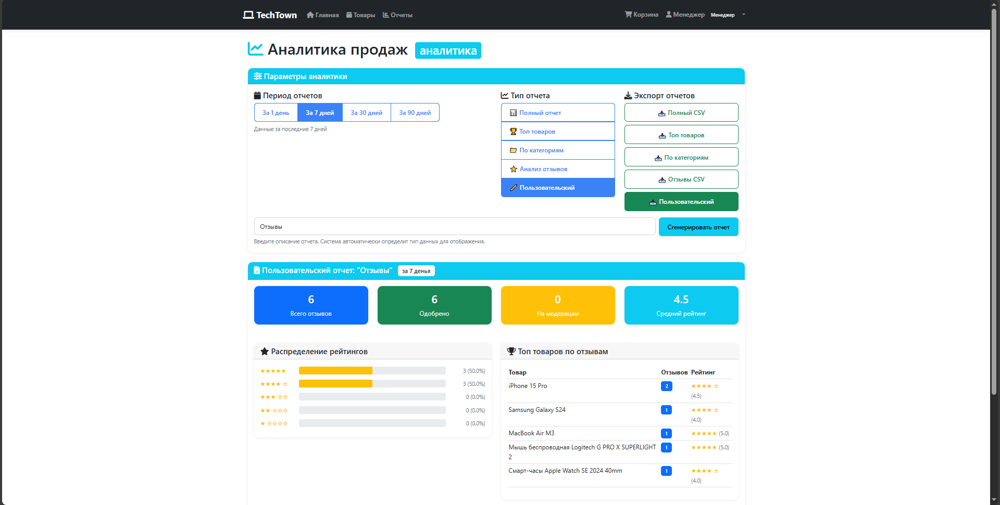 TechTown Главная Товары Отчеты Корзина Менеджер Менеджер
Аналитика продаж аналитика
Параметры аналитики
Период отчетов
За 1 день За 7 дней За 30 дней За 90 дней
Данные за последние 7 дней
Тип отчета
Полный отчет
Топ товаров
По категориям
Анализ отзывов
Пользовательский
Экспорт отчетов
Полный CSV
Топ товаров
По категориям
Отзывы CSV
Пользовательский
Отзывы
Сгенерировать отчет
Введите описание отчета. Система автоматически определит тип данных для отображения.
Пользовательский отчет: "Отзывы" за 7 денья
6
Всего отзывов
6
Одобрено
0
На модерации
4.5
Средний рейтинг
Распределение рейтингов
★★★★★ 3 (50.0%)
★★★★☆ 3 (50.0%)
★★★☆☆ 0 (0.0%)
★★☆☆☆ 0 (0.0%)
★☆☆☆☆ 0 (0.0%)
Топ товаров по отзывам
Товар Отзывов Рейтинг
iPhone 15 Pro 2 ★★★★☆
(4.5)
Samsung Galaxy S24 1 ★★★★☆
(4.0)
MacBook Air M3 1 ★★★★★ (5.0)
Мышь беспроводная Logitech G PRO X SUPERLIGHT 1 ★★★★★ (5.0)
2
Смарт-часы Apple Watch SE 2024 40mm 1 ★★★★☆
(4.0)